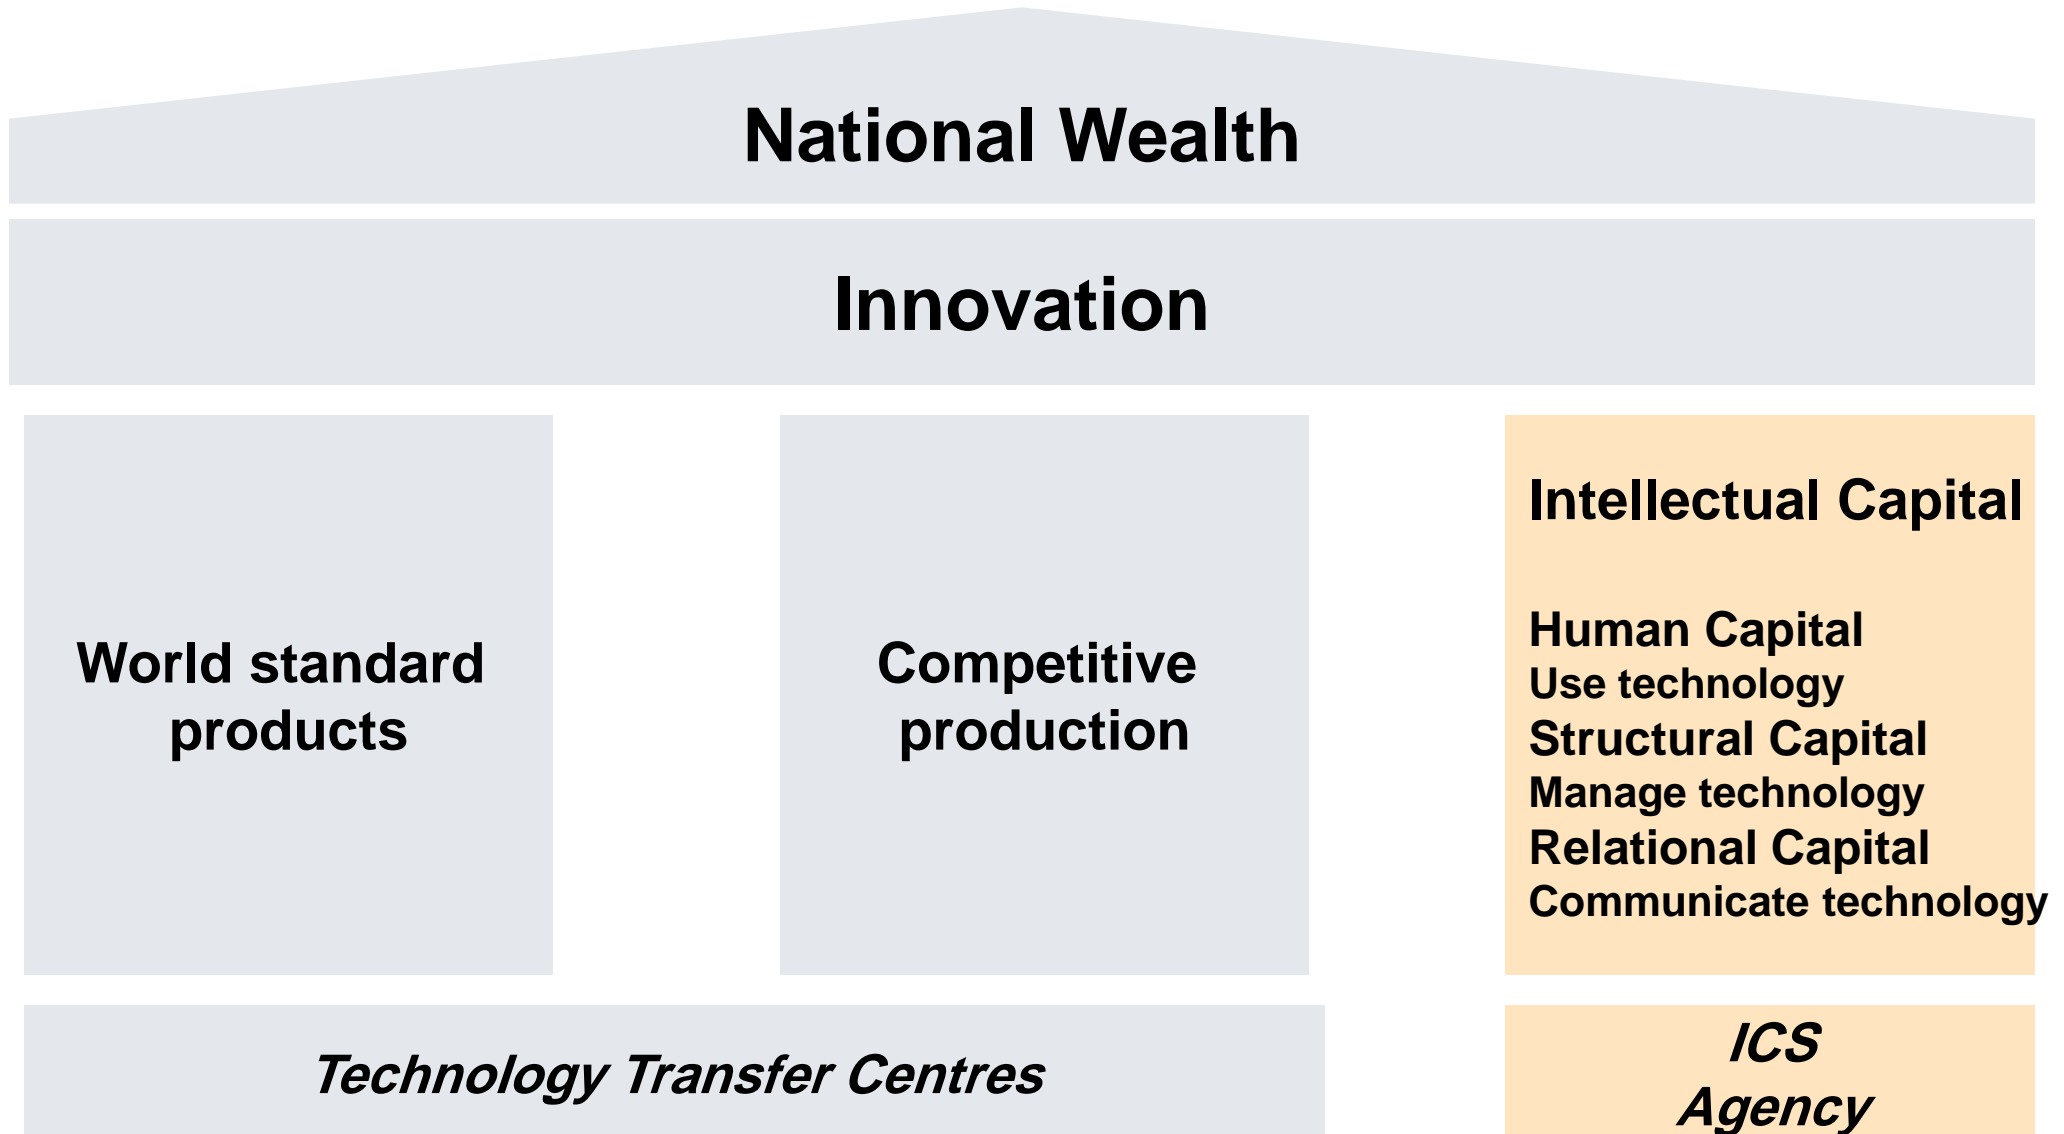 National Wealth
Innovation
World standard
products
Competitive
production
Intellectual Capital
Human Capital
Use technology
Structural Capital
Manage technology
Relational Capital
Communicate technology
Technology Transfer Centres
ICS
Agency